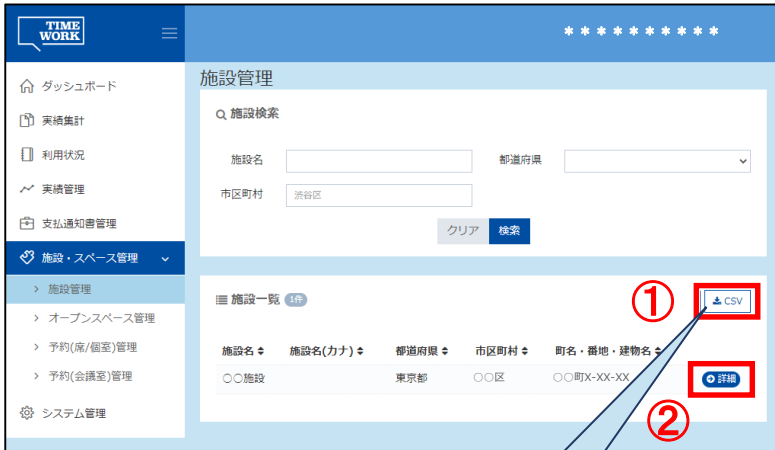 TIME
WORK
**********
ダッシュボード
実績集計
利用状況
実績管理
支払通知書管理
施設・スペース管理
施設管理
オープンスペース管理
予約(席/個室)管理
予約(会議室)管理
システム管理
施設管理
施設検索
施設名
都道府県
市区町村 渋谷区
クリア 検索
施設一覧 1件
① CSV
施設名 施設名(カナ) 都道府県 市区町村 町名・番地・建物名
○○施設 東京都 ○○区 ○○町X-XX-XX 詳細
②